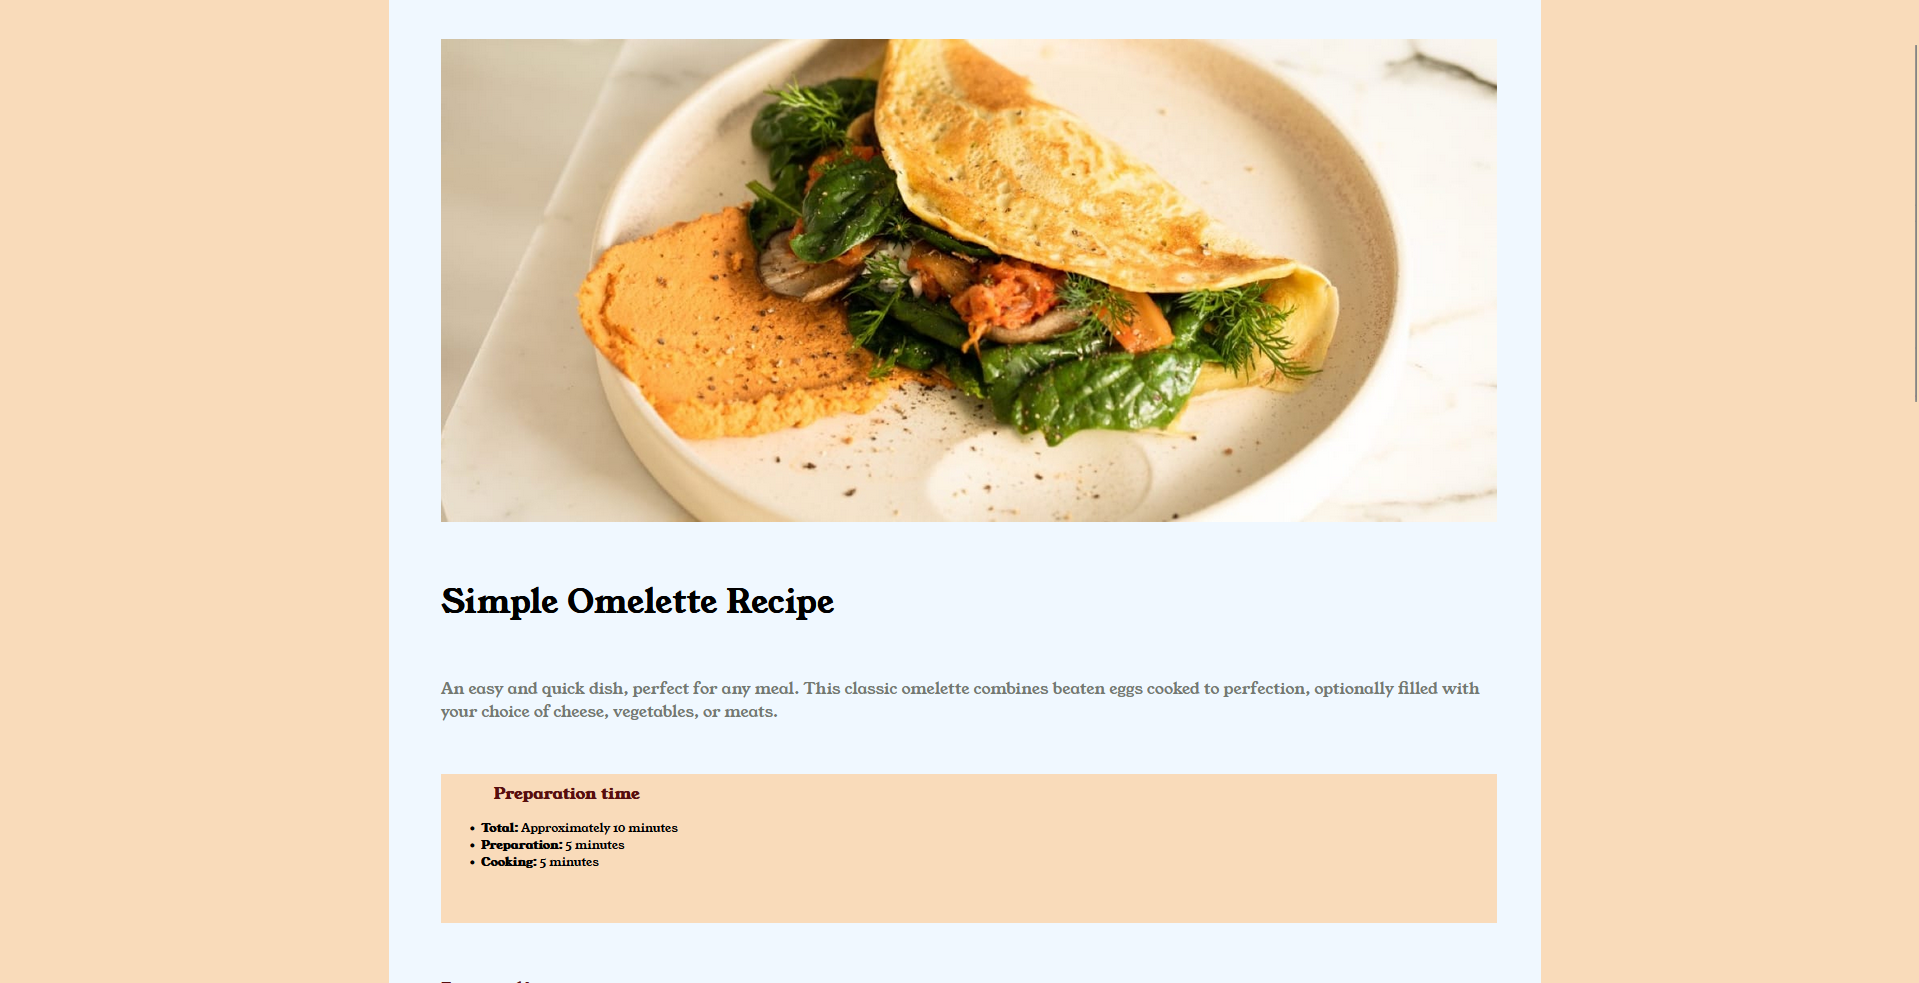 Simple Omelette Recipe
An easy and quick dish, perfect for any meal. This classic omelette combines beaten eggs cooked to perfection, optionally filled with
your choice of cheese, vegetables, or meats.
Preparation time
• Total: Approximately 10 minutes
• Preparation: 5 minutes
• Cooking: 5 minutes